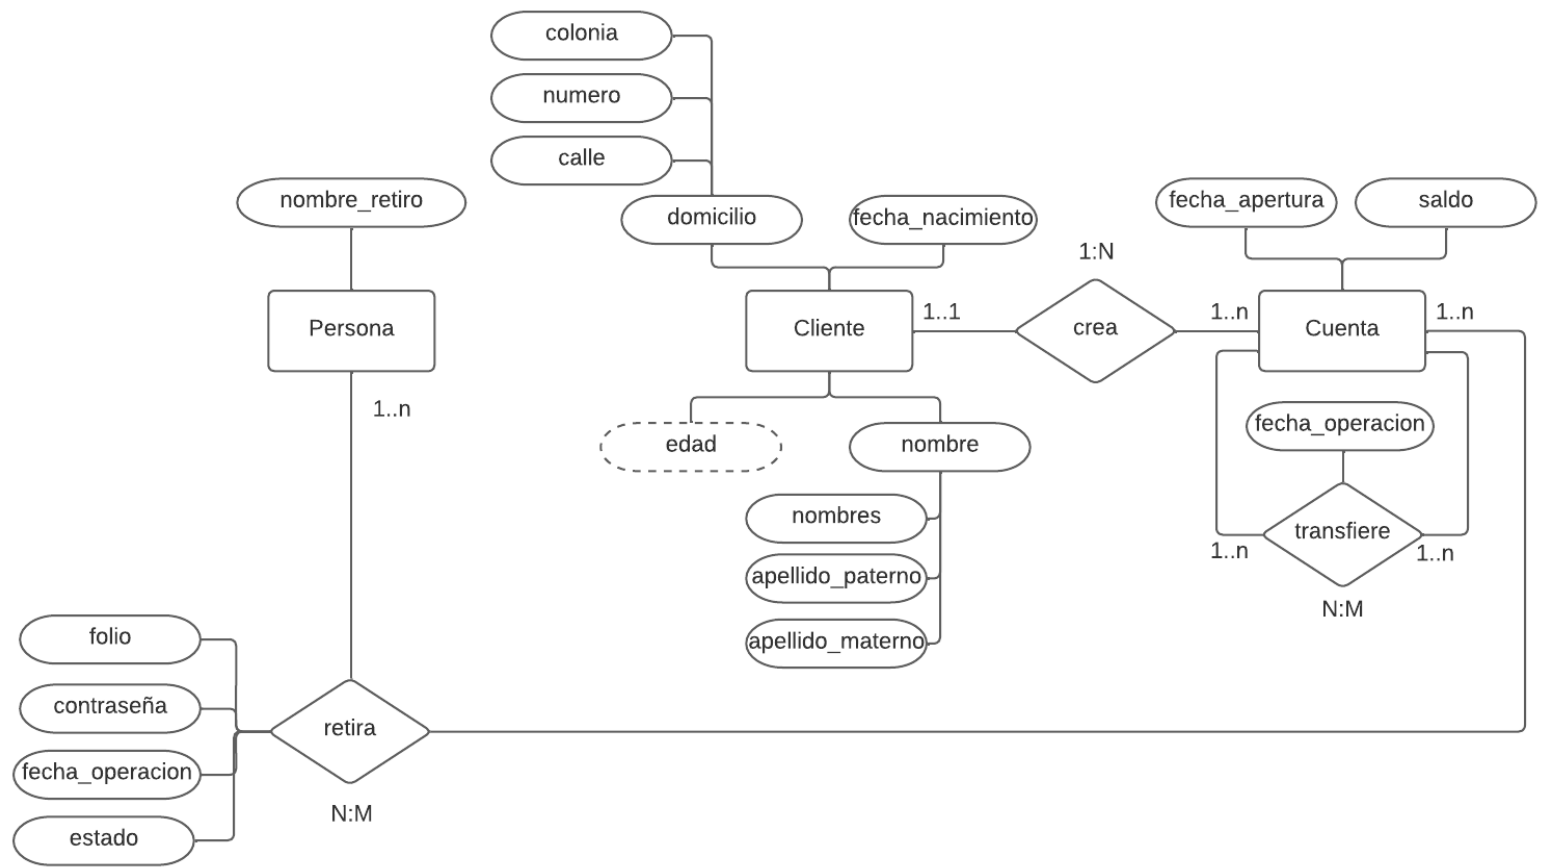 colonia
numero
calle
nombre_retiro
domicilio
fecha_nacimiento
fecha_apertura
saldo
1:N
Persona
Cliente
1..1
crea
1..n
Cuenta
1..n
1..n
edad
nombre
fecha_operacion
nombres
transfiere
1..n
1..n
apellido_paterno
N:M
apellido_materno
folio
contraseña
retira
fecha_operacion
N:M
estado